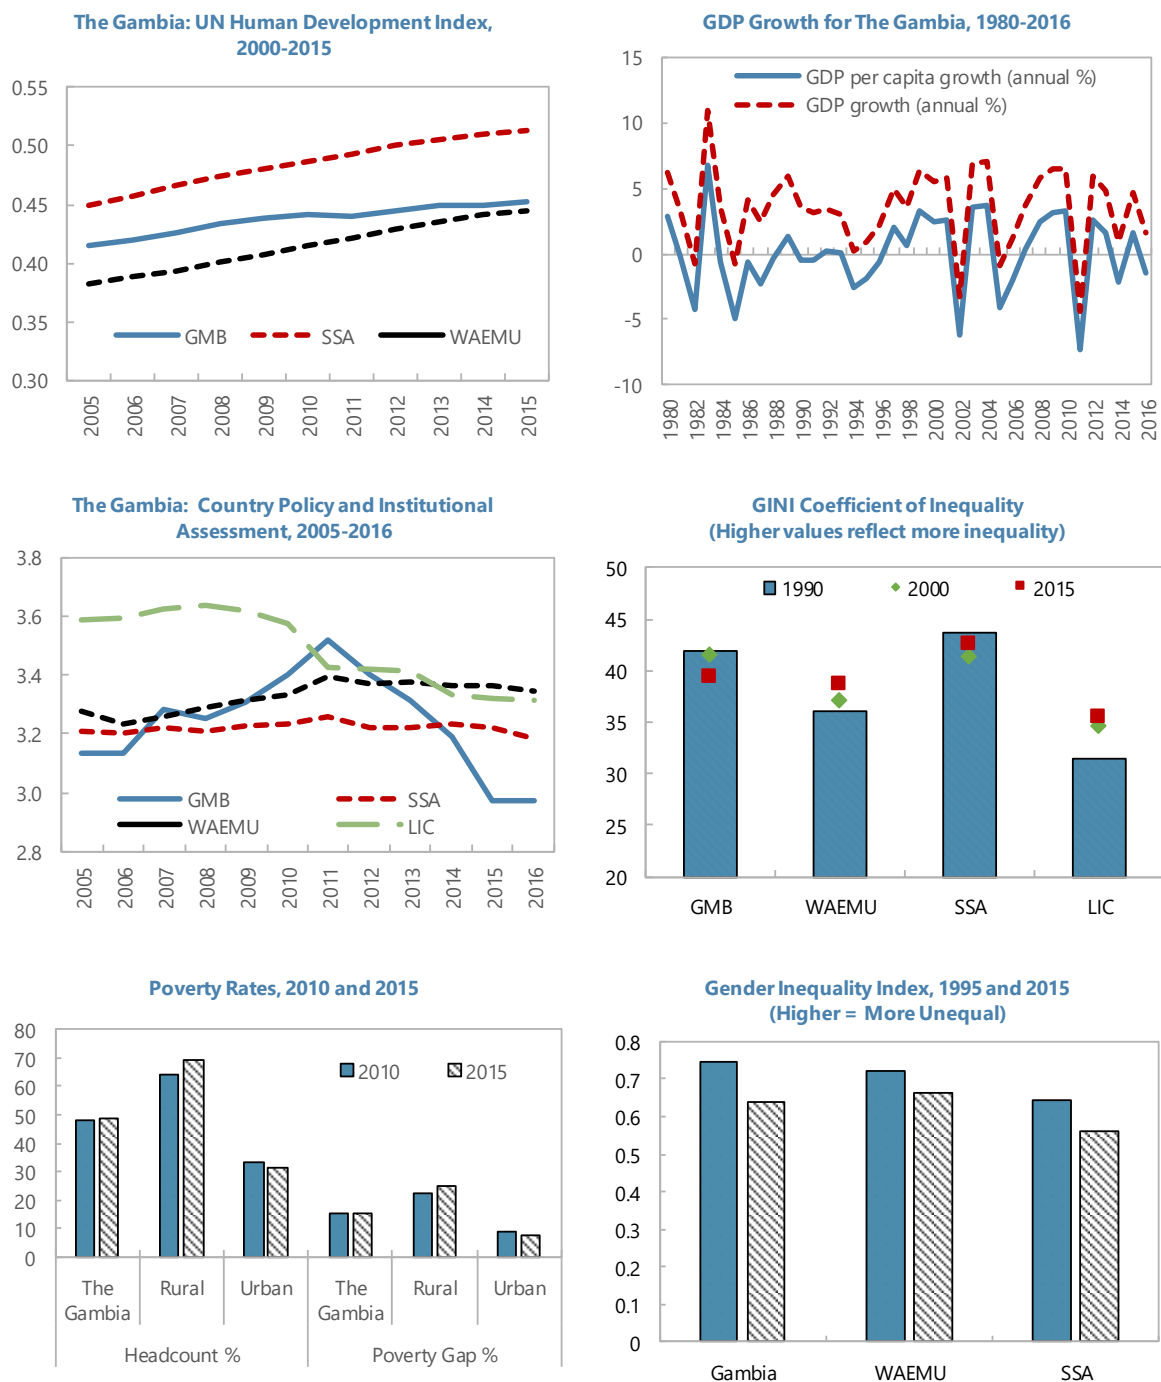 The Gambia: UN Human Development Index,
2000-2015
0.55
0.50
0.45
0.40
0.35
0.30
GMB SSA WAEMU
2005 2006 2007 2008 2009 2010 2011 2012 2013 2014 2015
GDP Growth for The Gambia, 1980-2016
15
10
5
0
-5
-10
GDP per capita growth (annual %)
GDP growth (annual %)
1980 1982 1984 1986 1988 1990 1992 1994 1996 1998 2000 2002 2004 2006 2008 2010 2012 2014 2016
The Gambia: Country Policy and Institutional
Assessment, 2005-2016
3.8
3.6
3.4
3.2
3.0
2.8
GMB SSA
WAEMU LIC
2005 2006 2007 2008 2009 2010 2011 2012 2013 2014 2015 2016
GINI Coefficient of Inequality
(Higher values reflect more inequality)
50
45
40
35
30
25
20
1990 2000 2015
GMB WAEMU SSA LIC
Poverty Rates, 2010 and 2015
80
70
60
50
40
30
20
10
0
2010 2015
The Gambia Rural Urban The Gambia Rural Urban
Headcount % Poverty Gap %
Gender Inequality Index, 1995 and 2015
(Higher = More Unequal)
0.8
0.7
0.6
0.5
0.4
0.3
0.2
0.1
0
Gambia WAEMU SSA